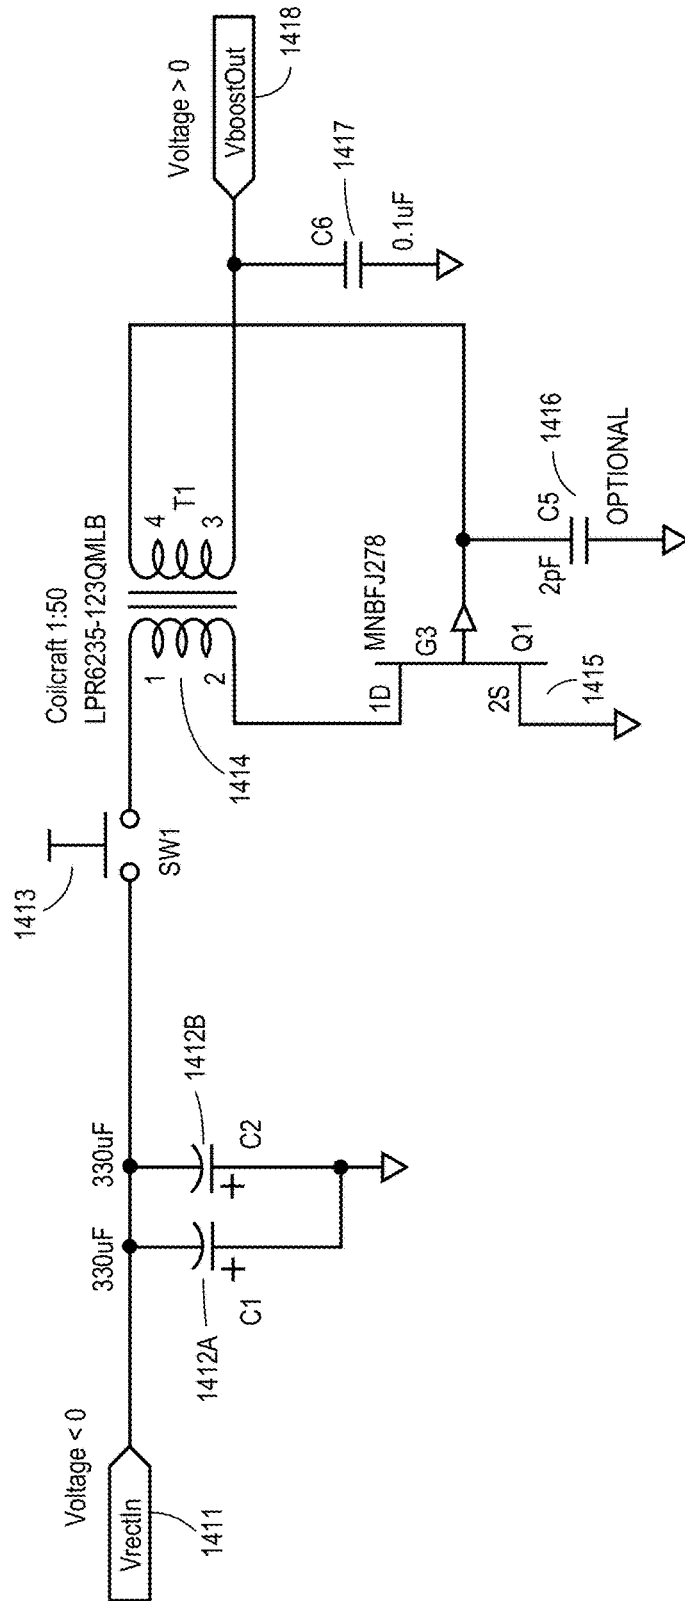 Voltage < 0
VrectIn
1411
330uF
330uF
1412A
C1
+
+
C2
1412B
1413
SW1
Coilcraft 1:50
LPR6235-123QMLB
1
2
4
T1
3
1414
MNBFJ278
1D
G3
2S
Q1
1415
2pF
C5
1416
OPTIONAL
C6
1417
0.1uF
Voltage > 0
VboostOut
1418